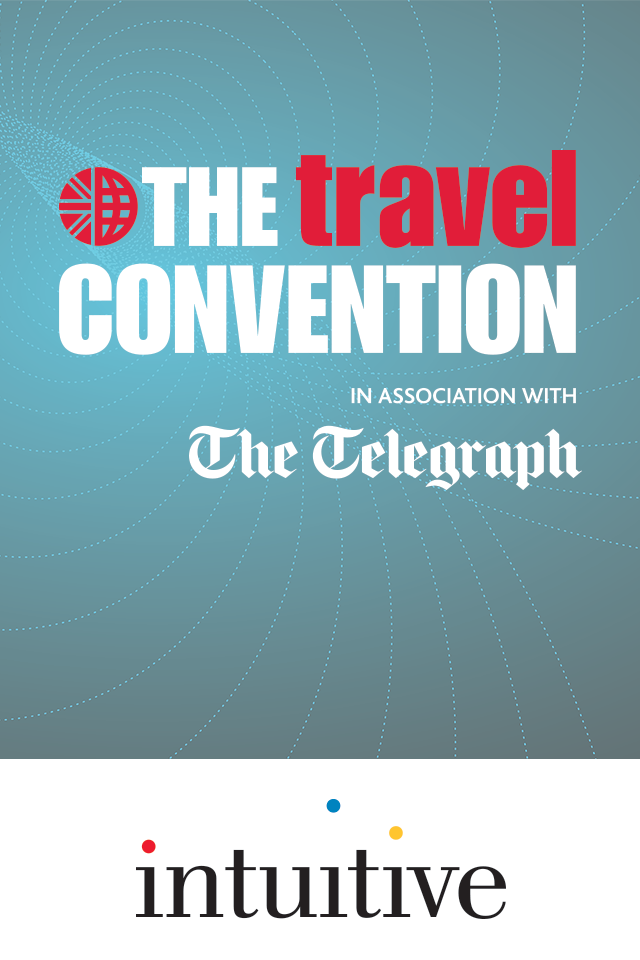 THE travel
CONVENTION
IN ASSOCIATION WITH
The Telegraph
intuitive